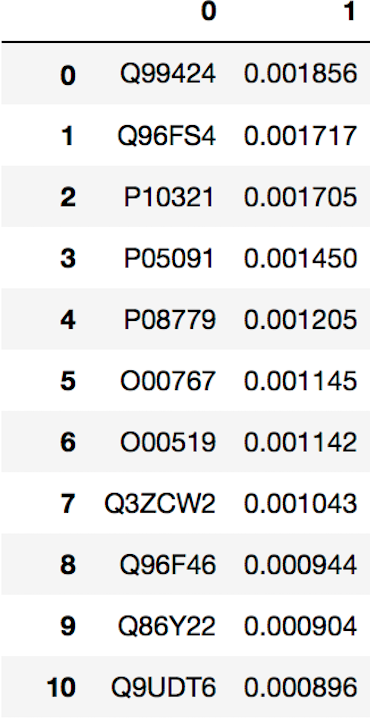 0 1
0 Q99424 0.001856
1 Q96FS4 0.001717
2 P10321 0.001705
3 P05091 0.001450
4 P08779 0.001205
5 O00767 0.001145
6 O00519 0.001142
7 Q3ZCW2 0.001043
8 Q96F46 0.000944
9 Q86Y22 0.000904
10 Q9UDT6 0.000896